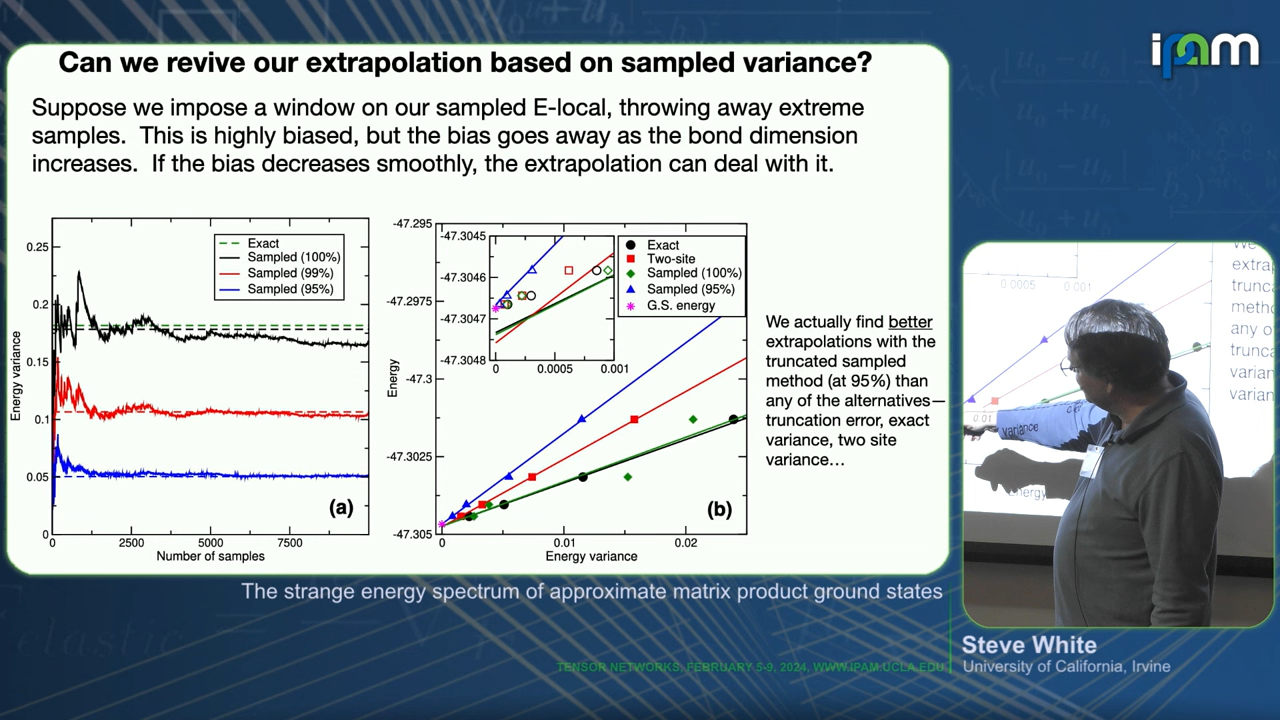 ipam
Can we revive our extrapolation based on sampled variance?
Suppose we impose a window on our sampled E-local, throwing away extreme
samples. This is highly biased, but the bias goes away as the bond dimension
increases. If the bias decreases smoothly, the extrapolation can deal with it.
0.25
0.2
0.15
0.1
0.05
0
Energy variance
Exact
Sampled (100%)
Sampled (99%)
Sampled (95%)
(a)
0
2500
5000
7500
Number of samples
-47.295
-47.2975
-47.3
-47.3025
-47.305
Energy
-47.3045
-47.3046
-47.3047
-47.3048
0
0.0005
0.001
Exact
Two-site
Sampled (100%)
Sampled (95%)
G.S. energy
(b)
0
0.01
0.02
Energy variance
We actually find better
extrapolations with the
truncated sampled
method (at 95%) than
any of the alternatives—
truncation error, exact
variance, two site
variance…
0.0005
0.001
0.01
variance
The strange energy spectrum of approximate matrix product ground states
Steve White
University of California, Irvine
TENSOR NETWORKS, FEBRUARY 5-9, 2024, WWW.IPAM.UCLA.EDU